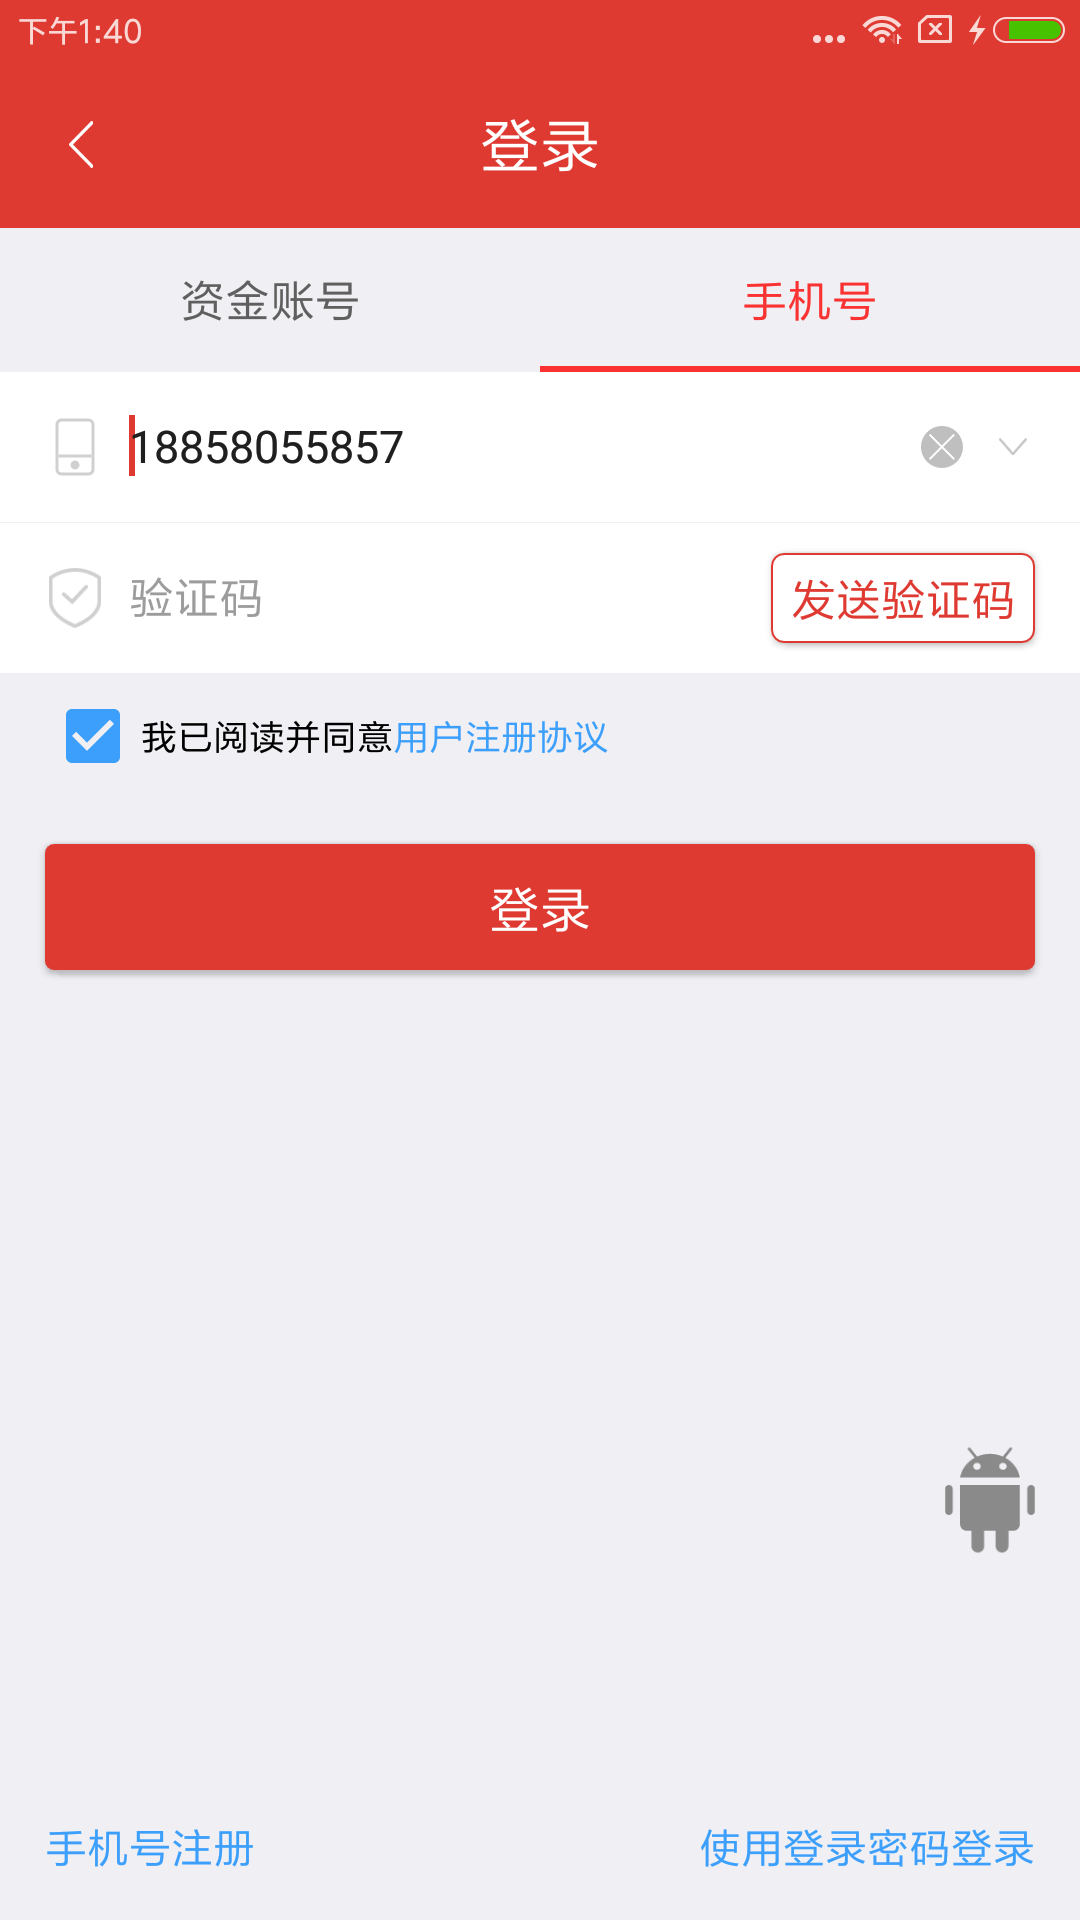 下午1:40
登录
资金账号 手机号
18858055857
验证码 发送验证码
我已阅读并同意用户注册协议
登录
手机号注册 使用登录密码登录